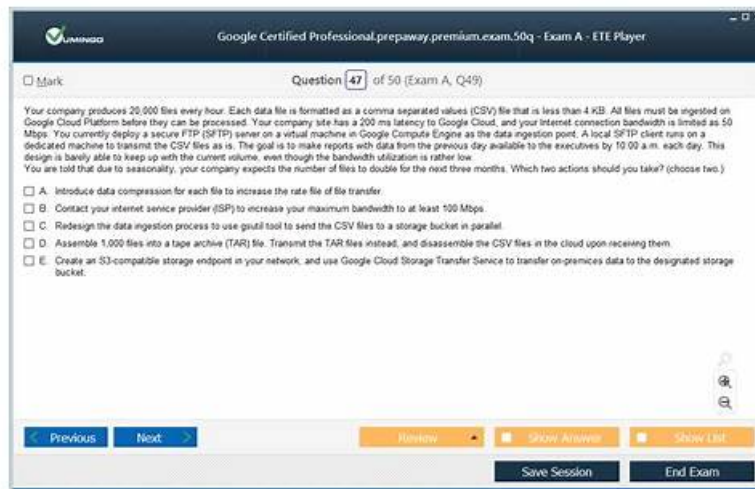 VUMINGO
Google Certified Professional.prepaway.premium.exam.50q - Exam A - ETE Player
Mark
Question 47 of 50 (Exam A, Q49)
Your company produces 20,000 files every hour. Each data file is formatted as a comma separated values (CSV) file that is less than 4 KB. All files must be ingested on
Google Cloud Platform before they can be processed. Your company site has a 200 ms latency to Google Cloud, and your Internet connection bandwidth is limited as 50
Mbps. You currently deploy a secure FTP (SFTP) server on a virtual machine in Google Compute Engine as the data ingestion point. A local SFTP client runs on a
dedicated machine to transmit the CSV files as is. The goal is to make reports with data from the previous day available to the executives by 10:00 a.m. each day. This
design is barely able to keep up with the current volume, even though the bandwidth utilization is rather low.
You are told that due to seasonality, your company expects the number of files to double for the next three months. Which two actions should you take? (choose two.)
A. Introduce data compression for each file to increase the rate file of file transfer.
B. Contact your internet service provider (ISP) to increase your maximum bandwidth to at least 100 Mbps.
C. Redesign the data ingestion process to use gsutil tool to send the CSV files to a storage bucket in parallel.
D. Assemble 1,000 files into a tape archive (TAR) file. Transmit the TAR files instead, and disassemble the CSV files in the cloud upon receiving them.
E. Create an S3-compatible storage endpoint in your network, and use Google Cloud Storage Transfer Service to transfer on-premices data to the designated storage
bucket.
Previous
Next
Review
Show Answer
Show List
Save Session
End Exam